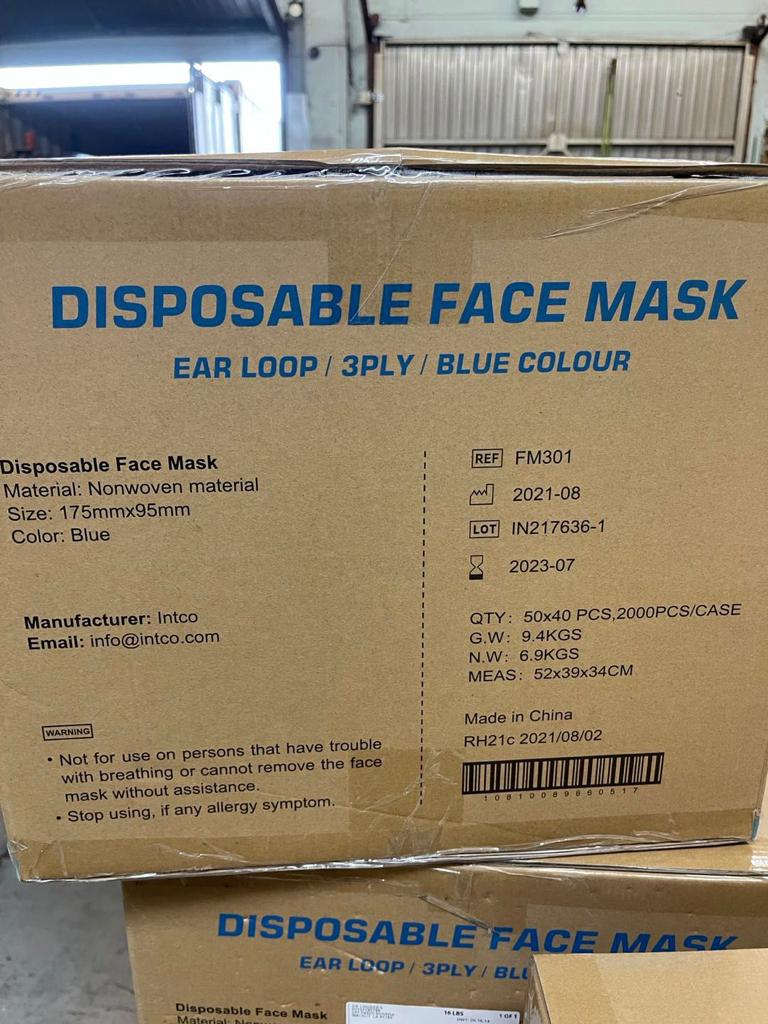 DISPOSABLE FACE MASK
EAR LOOP / 3PLY / BLUE COLOUR
Disposable Face Mask
Material: Nonwoven material
Size: 175mmx95mm
Color: Blue
Manufacturer: Intco
Email: info@intco.com
WARNING
• Not for use on persons that have trouble
with breathing or cannot remove the face
mask without assistance.
• Stop using, if any allergy symptom.
REF FM301
2021-08
LOT IN217636-1
2023-07
QTY: 50x40 PCS,2000PCS/CASE
G.W: 9.4KGS
N.W: 6.9KGS
MEAS: 52x39x34CM
Made in China
RH21c 2021/08/02
10810089660517
DISPOSABLE FACE MASK
EAR LOOP / 3PLY / BLU
Disposable Face Mask
Material:
16 LBS
1 OF 1